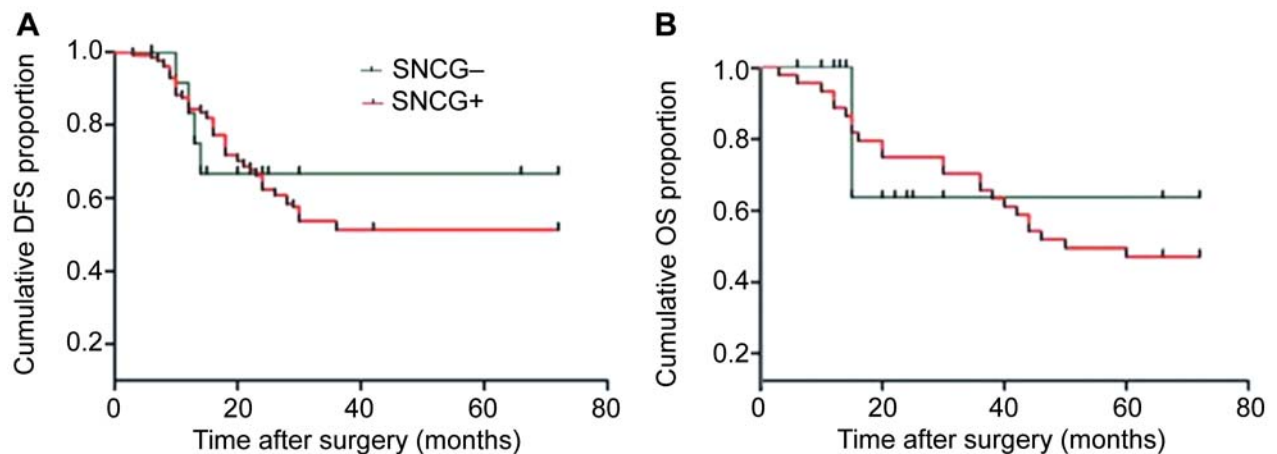 A
Cumulative DFS proportion
1.0
0.8
0.6
0.4
0.2
0 20 40 60 80
Time after surgery (months)
SNCG–
SNCG+
B
Cumulative OS proportion
1.0
0.8
0.6
0.4
0.2
0 20 40 60 80
Time after surgery (months)